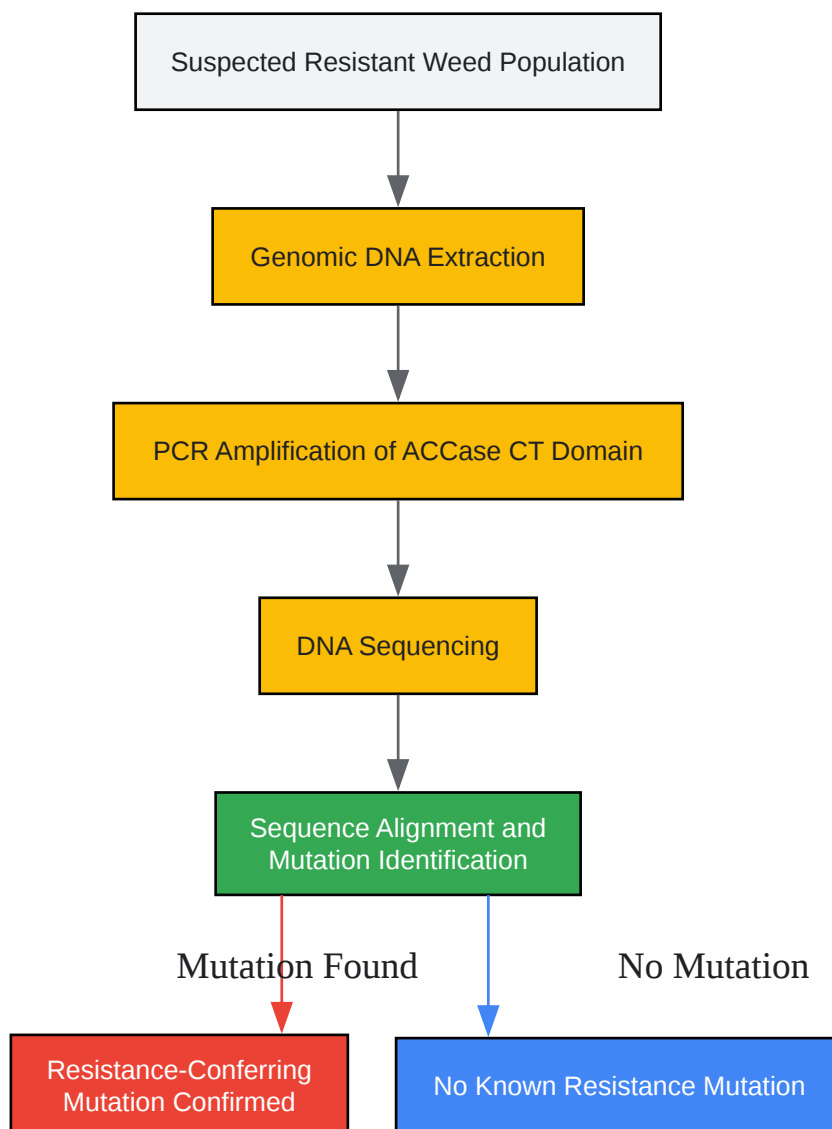 Suspected Resistant Weed Population
Genomic DNA Extraction
PCR Amplification of ACCase CT Domain
DNA Sequencing
Sequence Alignment and
Mutation Identification
Mutation Found
No Mutation
Resistance-Conferring
Mutation Confirmed
No Known Resistance Mutation